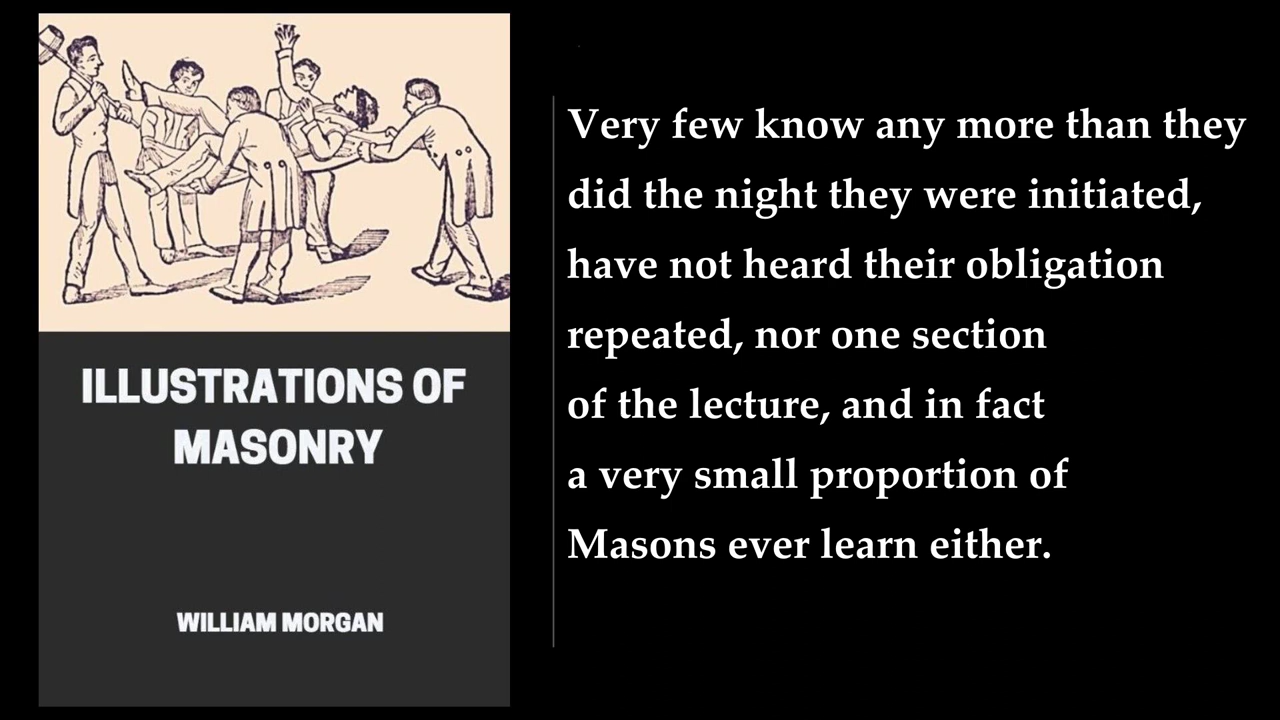 ILLUSTRATIONS OF
MASONRY
WILLIAM MORGAN
Very few know any more than they
did the night they were initiated,
have not heard their obligation
repeated, nor one section
of the lecture, and in fact
a very small proportion of
Masons ever learn either.